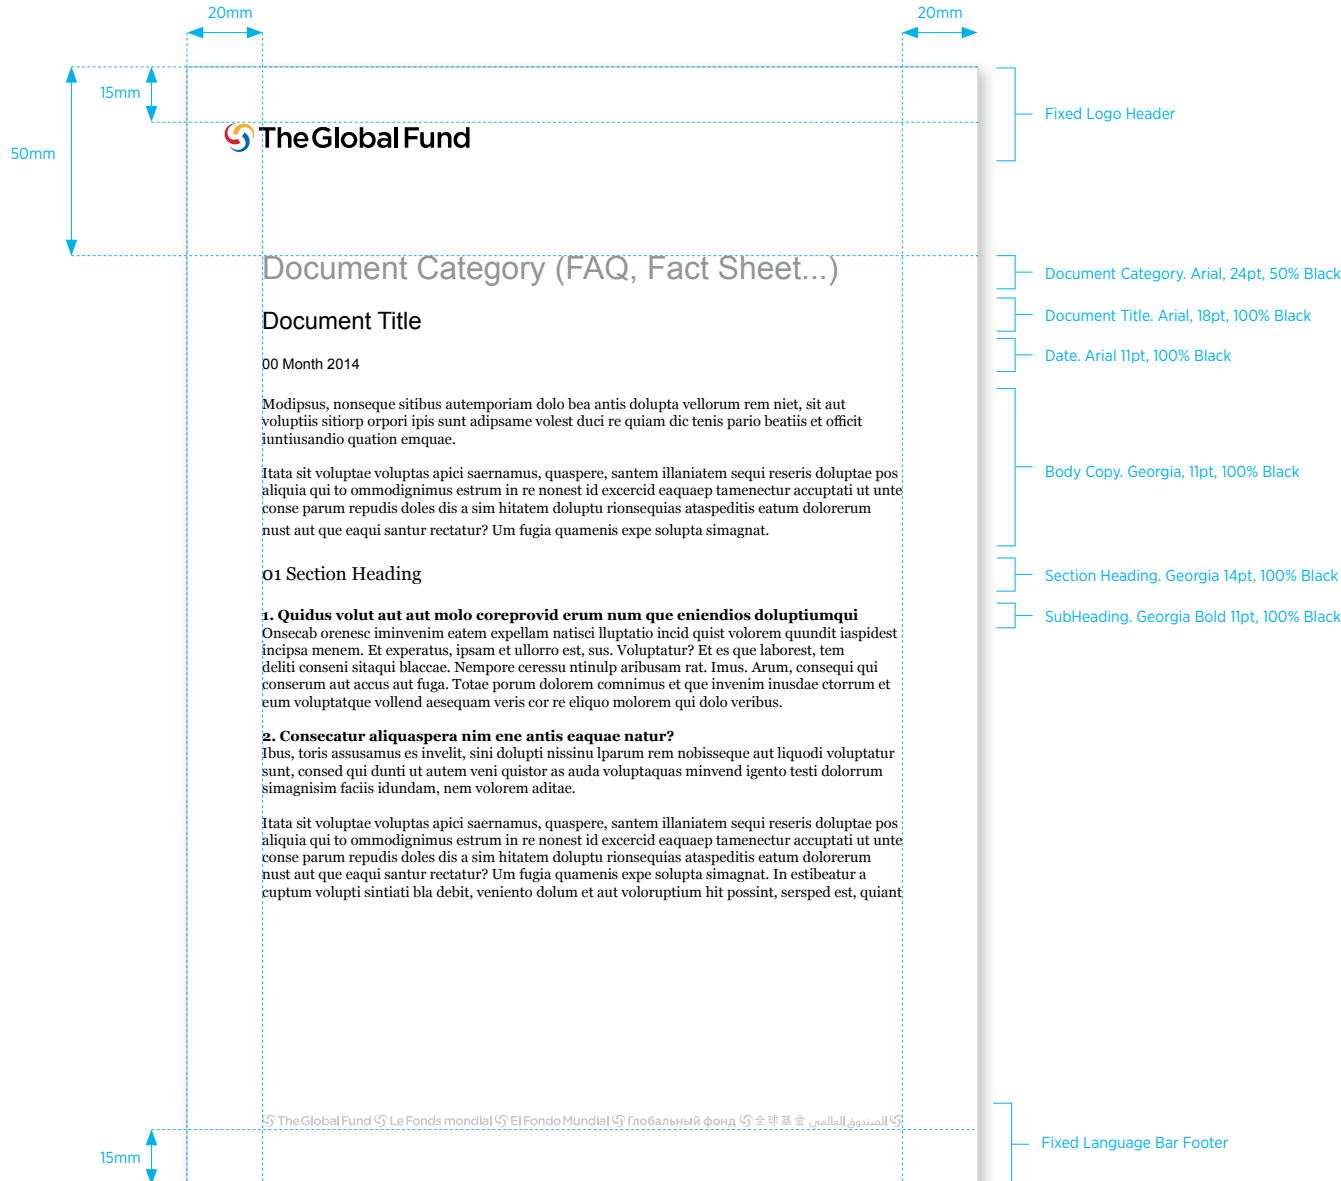 20mm
20mm
15mm
50mm
The Global Fund
Fixed Logo Header
Document Category (FAQ, Fact Sheet...)
Document Category. Arial, 24pt, 50% Black
Document Title
Document Title. Arial, 18pt, 100% Black
00 Month 2014
Date. Arial 11pt, 100% Black
Modipsus, nonseque sitibus autemporiam dolo bea antis dolupta vellorum rem niet, sit aut
voluptiis sitiorp orpori ipis sunt adipsame volest duci re quiam dic tenis pario beatiis et officit
iuntiusandio quation emquae.
Itata sit voluptae voluptas apici saernamus, quaspere, santem illaniatem sequi reseris doluptae pos
aliquia qui to ommodignimus estrum in re nonest id excercid eaquaep tamenectur accuptati ut unte
conse parum repudis doles dis a sim hitatem doluptu rionsequias ataspeditis eatum dolorerum
nust aut que eaqui santur rectatur? Um fugia quamenis expe solupta simagnat.
Body Copy. Georgia, 11pt, 100% Black
01 Section Heading
Section Heading. Georgia 14pt, 100% Black
1. Quidus volut aut aut molo coreprovid erum num que eniendios doluptiumqui
SubHeading. Georgia Bold 11pt, 100% Black
Onsecab orenesc iminvenim eatem expellam natisci lluptatio incid quist volorem quundit iaspidest
incipsa menem. Et experatus, ipsam et ullorro est, sus. Voluptatur? Et es que laborest, tem
deliti conseni sitaqui blaccae. Nempore ceressu ntinulp aribusam rat. Imus. Arum, consequi qui
conserum aut accus aut fuga. Totae porum dolorem comnimus et que invenim inusdae ctorrum et
eum voluptatque vollend aesequam veris cor re eliquo molorem qui dolo veribus.
2. Consecatur aliquaspera nim ene antis eaquae natur?
Ibus, toris assusamus es invelit, sini dolupti nissinu lparum rem nobisseque aut liquodi voluptatur
sunt, consed qui dunti ut autem veni quistor as auda voluptaquas minvend igento testi dolorrum
simagnisim faciis idundam, nem volorem aditae.
Itata sit voluptae voluptas apici saernamus, quaspere, santem illaniatem sequi reseris doluptae pos
aliquia qui to ommodignimus estrum in re nonest id excercid eaquaep tamenectur accuptati ut unte
conse parum repudis doles dis a sim hitatem doluptu rionsequias ataspeditis eatum dolorerum
nust aut que eaqui santur rectatur? Um fugia quamenis expe solupta simagnat. In estibeatur a
cuptum volupti sintiati bla debit, veniento dolum et aut voloruptium hit possint, sersped est, quiant
The Global Fund Le Fonds mondial El Fondo Mundial Глобальный фонд 全球基金 الصندوق العالمي
Fixed Language Bar Footer
15mm